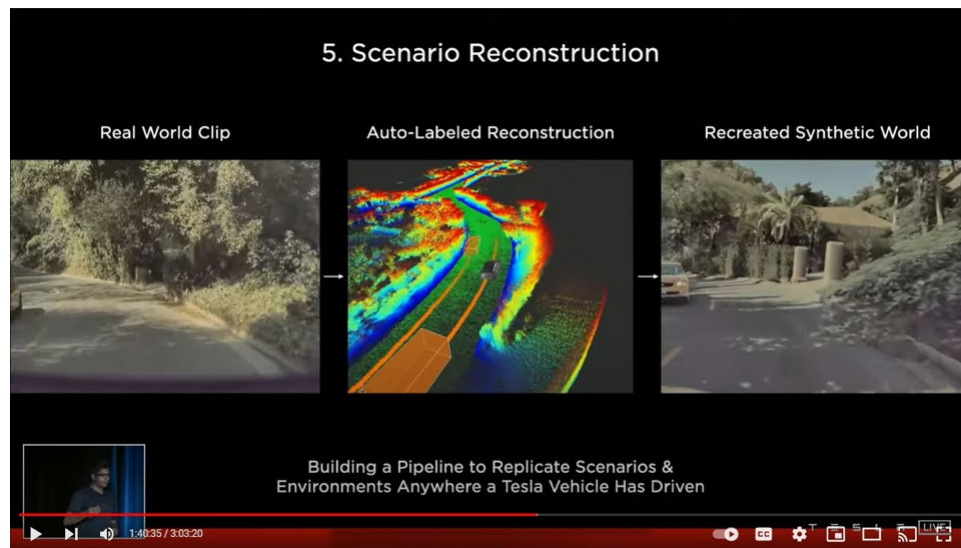 5. Scenario Reconstruction
Real World Clip
Auto-Labeled Reconstruction
Recreated Synthetic World
Building a Pipeline to Replicate Scenarios &
Environments Anywhere a Tesla Vehicle Has Driven
1:40:35 / 3:03:20
CC
T E S L A
LIVE